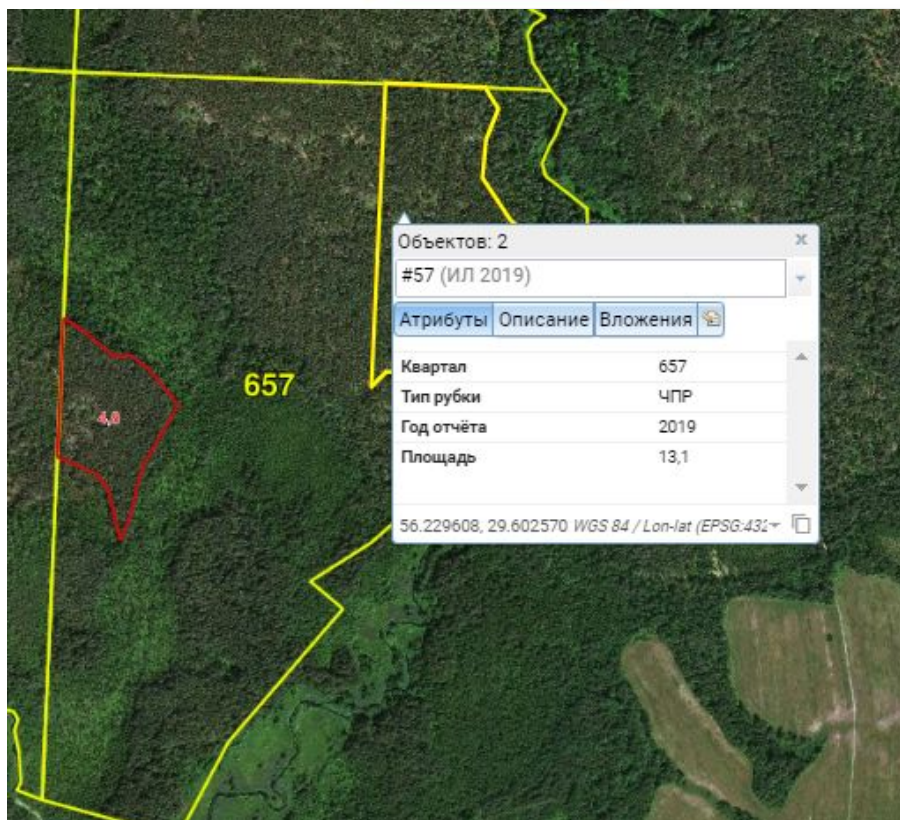 Объектов: 2
#57 (ИЛ 2019)
Атрибуты Описание Вложения
657
Квартал 657
Тип рубки ЧПР
4,8
Год отчёта 2019
Площадь 13,1
56.229608, 29.602570 WGS 84 / Lon-lat (EPSG:432